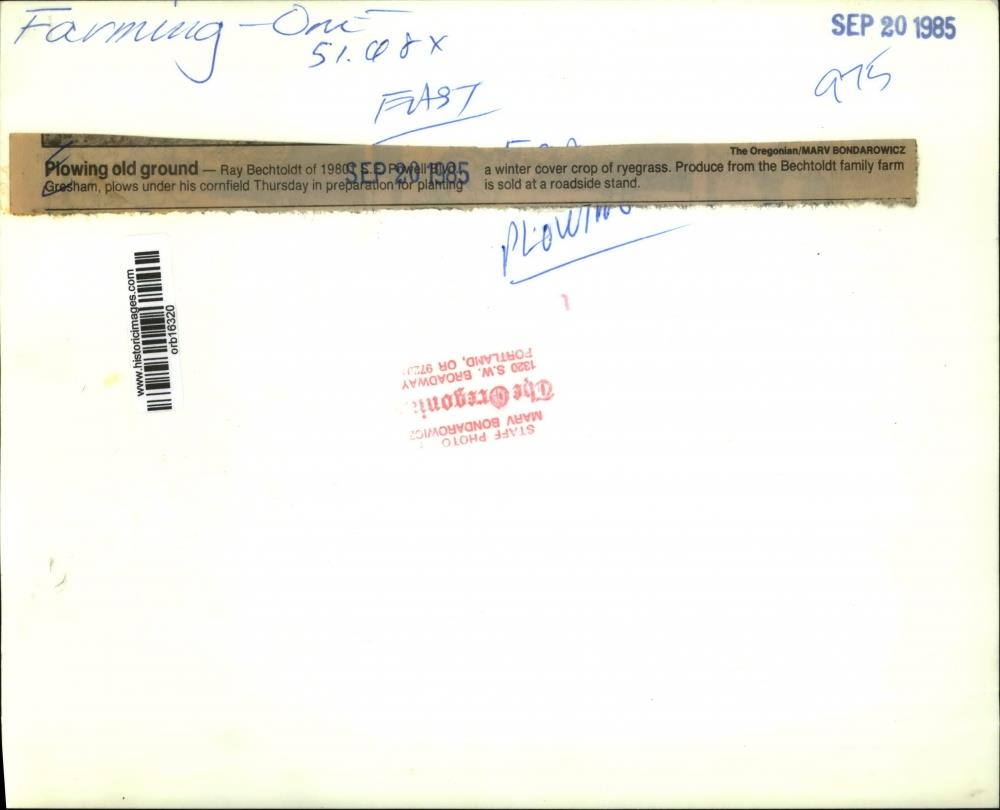 Farming - Ore
SEP 20 1985
51. 48 X
975
EAST
The Oregonian/MARV BONDAROWICZ
Plowing old ground — Ray Bechtoldt of 1980 S.E. Powell
SEP 20 1985
Gresham, plows under his cornfield Thursday in preparation for planting
a winter cover crop of ryegrass. Produce from the Bechtoldt family farm
is sold at a roadside stand.
PLOWING
www.historicimages.com
orb16320
STAFF PHOTO
MARV BONDAROWICZ
The Oregonian
1320 S.W. BROADWAY
PORTLAND, OR 9720